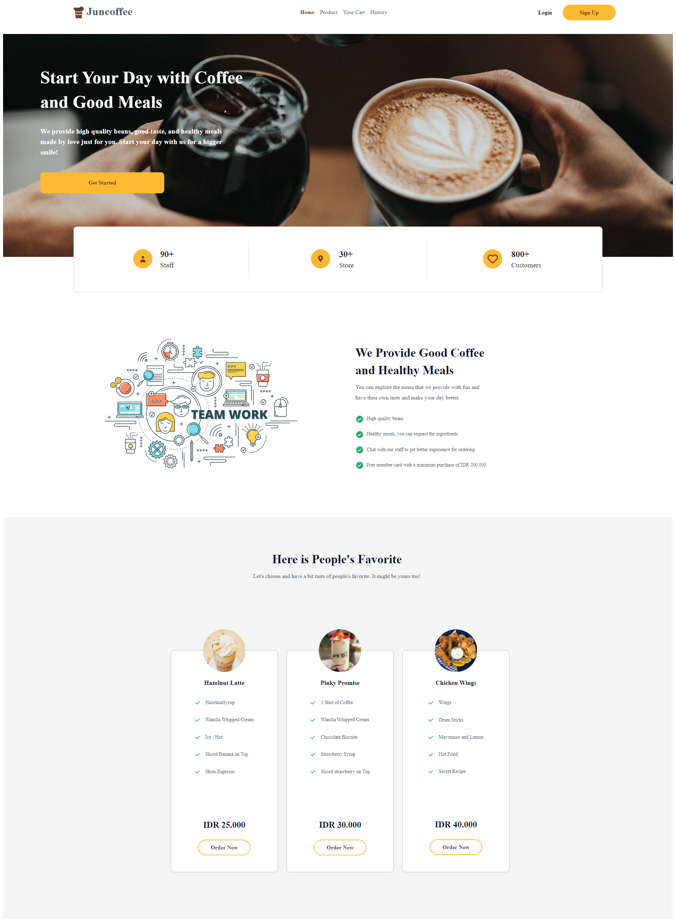 Juncoffee
Home Product Your Cart History
Login
Sign Up
Start Your Day with Coffee
and Good Meals
We provide high quality beans, good taste, and healthy meals
made by love just for you. Start your day with us for a bigger
smile!
Get Started
90+
Staff
30+
Store
800+
Customers
TEAM WORK
We Provide Good Coffee
and Healthy Meals
You can explore the menu that we provide with fun and
have their own taste and make your day better.
High quality beans
Healthy meals, you can request the ingredients
Chat with our staff to get better experience for ordering
Free member card with a minimum purchase of IDR 200.000.
Here is People's Favorite
Let's choose and have a bit taste of people's favorite. It might be yours too!
Hazelnut Latte
HazelnutSyrup
Wanilla Whipped Cream
Ice / Hot
Sliced Banana on Top
Shots Espresso
IDR 25.000
Order Now
Pinky Promise
1 Shot of Coffee
Wanilla Whipped Cream
Chocolate Biscuits
Strawberry Syrup
Sliced strawberry on Top
IDR 30.000
Order Now
Chicken Wings
Wings
Drum Sticks
Mayonaise and Lemon
Hot Fried
Secret Recipe
IDR 40.000
Order Now